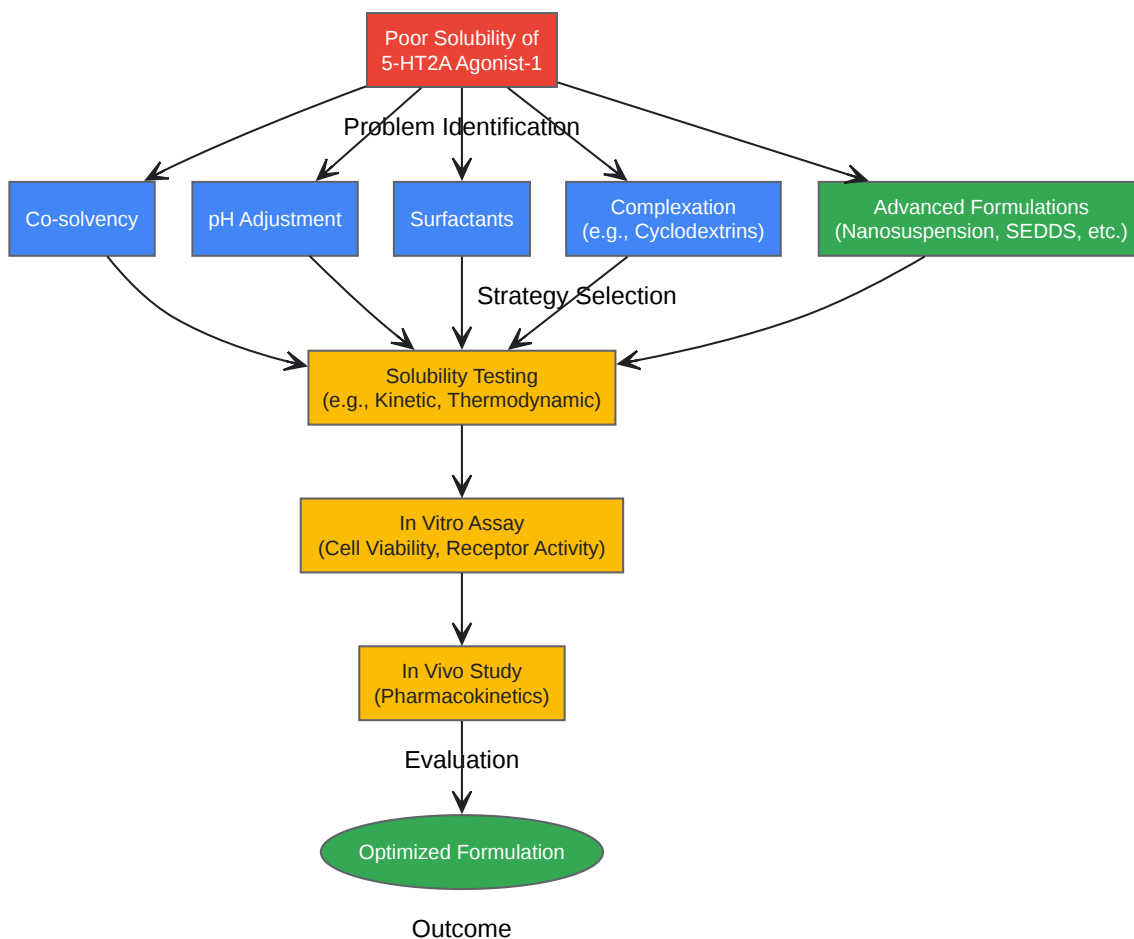 Poor Solubility of
5-HT2A Agonist-1
Problem Identification
Co-solvency
pH Adjustment
Surfactants
Complexation
(e.g., Cyclodextrins)
Advanced Formulations
(Nanosuspension, SEDDS, etc.)
Strategy Selection
Solubility Testing
(e.g., Kinetic, Thermodynamic)
In Vitro Assay
(Cell Viability, Receptor Activity)
In Vivo Study
(Pharmacokinetics)
Evaluation
Optimized Formulation
Outcome